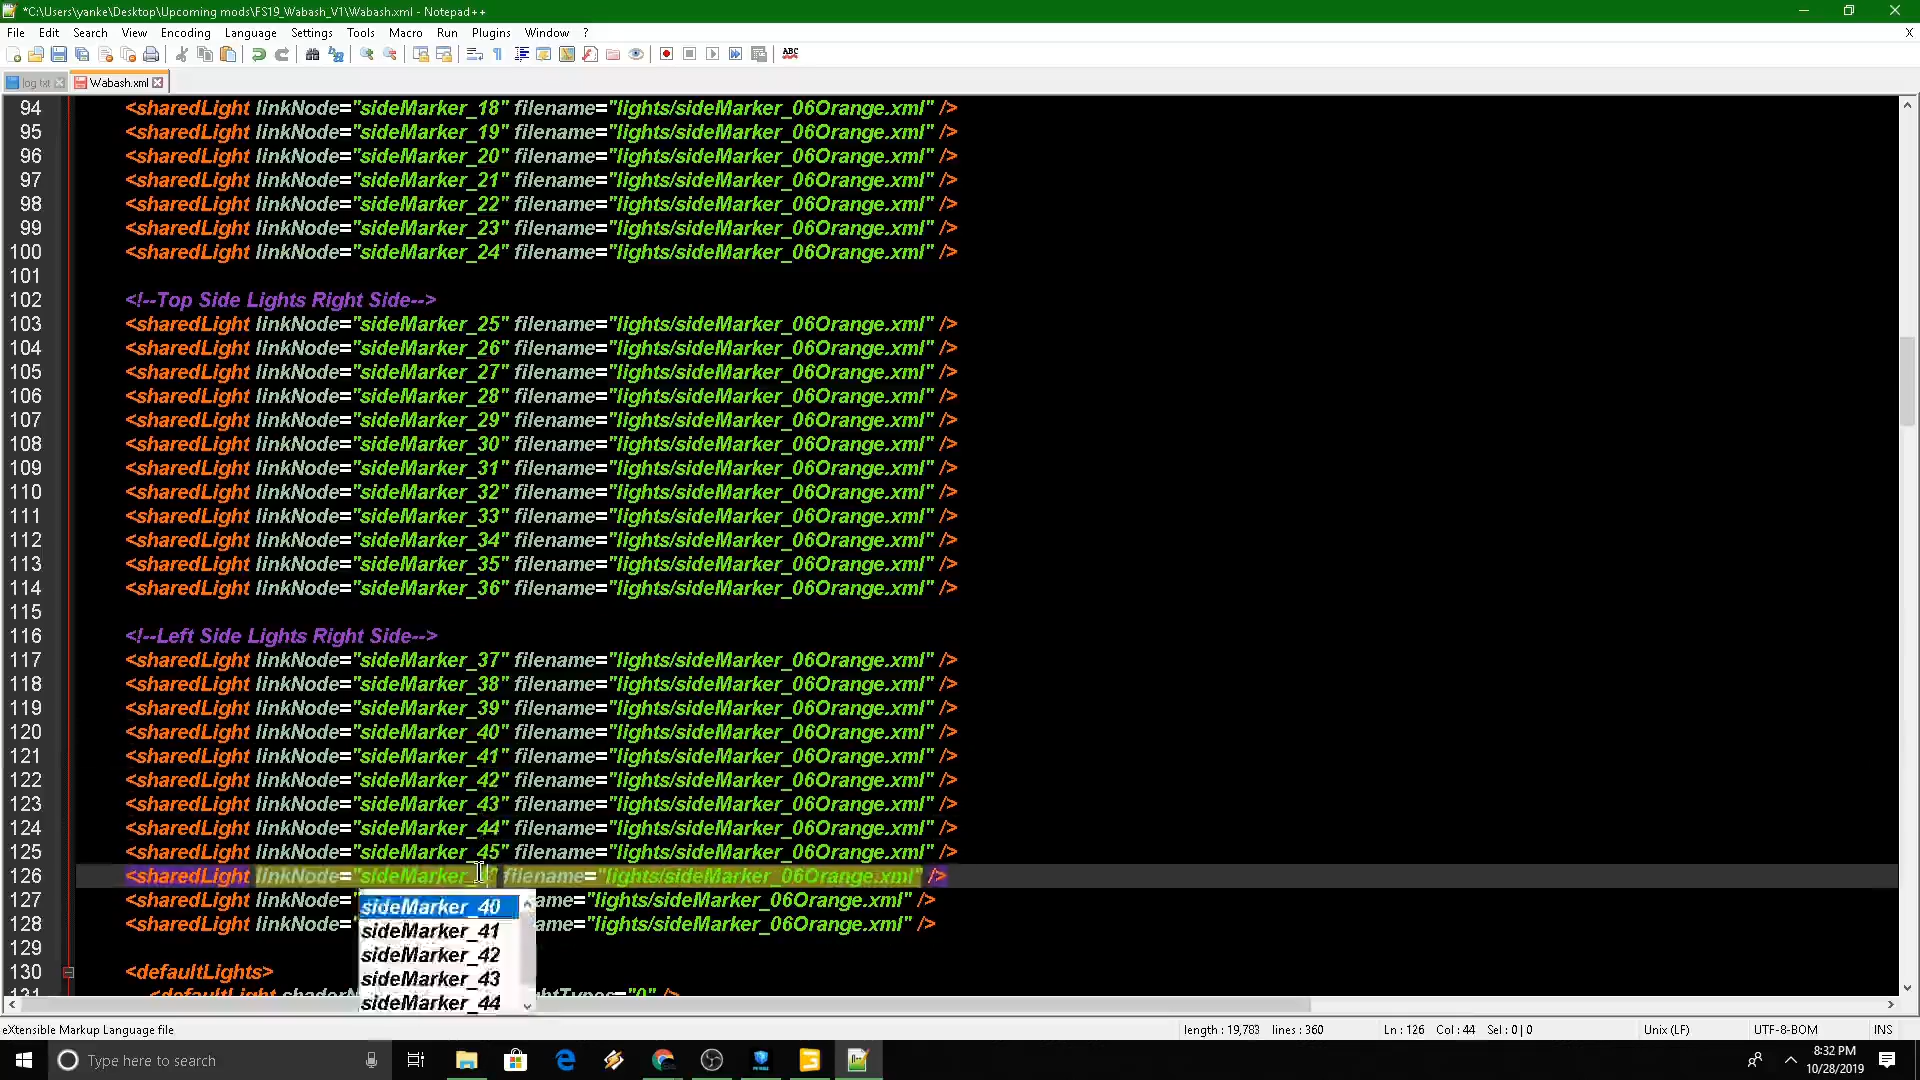 *C:\Users\yanke\Desktop\Upcoming mods\FS19_Wabash_V1\Wabash.xml - Notepad++
File Edit Search View Encoding Language Settings Tools Macro Run Plugins Window ? X
ABC
log.txt Wabash.xml
94 <sharedLight linkNode="sideMarker_18" filename="lights/sideMarker_06Orange.xml" />
95 <sharedLight linkNode="sideMarker_19" filename="lights/sideMarker_06Orange.xml" />
96 <sharedLight linkNode="sideMarker_20" filename="lights/sideMarker_06Orange.xml" />
97 <sharedLight linkNode="sideMarker_21" filename="lights/sideMarker_06Orange.xml" />
98 <sharedLight linkNode="sideMarker_22" filename="lights/sideMarker_06Orange.xml" />
99 <sharedLight linkNode="sideMarker_23" filename="lights/sideMarker_06Orange.xml" />
100 <sharedLight linkNode="sideMarker_24" filename="lights/sideMarker_06Orange.xml" />
101
102 <!--Top Side Lights Right Side-->
103 <sharedLight linkNode="sideMarker_25" filename="lights/sideMarker_06Orange.xml" />
104 <sharedLight linkNode="sideMarker_26" filename="lights/sideMarker_06Orange.xml" />
105 <sharedLight linkNode="sideMarker_27" filename="lights/sideMarker_06Orange.xml" />
106 <sharedLight linkNode="sideMarker_28" filename="lights/sideMarker_06Orange.xml" />
107 <sharedLight linkNode="sideMarker_29" filename="lights/sideMarker_06Orange.xml" />
108 <sharedLight linkNode="sideMarker_30" filename="lights/sideMarker_06Orange.xml" />
109 <sharedLight linkNode="sideMarker_31" filename="lights/sideMarker_06Orange.xml" />
110 <sharedLight linkNode="sideMarker_32" filename="lights/sideMarker_06Orange.xml" />
111 <sharedLight linkNode="sideMarker_33" filename="lights/sideMarker_06Orange.xml" />
112 <sharedLight linkNode="sideMarker_34" filename="lights/sideMarker_06Orange.xml" />
113 <sharedLight linkNode="sideMarker_35" filename="lights/sideMarker_06Orange.xml" />
114 <sharedLight linkNode="sideMarker_36" filename="lights/sideMarker_06Orange.xml" />
115
116 <!--Left Side Lights Right Side-->
117 <sharedLight linkNode="sideMarker_37" filename="lights/sideMarker_06Orange.xml" />
118 <sharedLight linkNode="sideMarker_38" filename="lights/sideMarker_06Orange.xml" />
119 <sharedLight linkNode="sideMarker_39" filename="lights/sideMarker_06Orange.xml" />
120 <sharedLight linkNode="sideMarker_40" filename="lights/sideMarker_06Orange.xml" />
121 <sharedLight linkNode="sideMarker_41" filename="lights/sideMarker_06Orange.xml" />
122 <sharedLight linkNode="sideMarker_42" filename="lights/sideMarker_06Orange.xml" />
123 <sharedLight linkNode="sideMarker_43" filename="lights/sideMarker_06Orange.xml" />
124 <sharedLight linkNode="sideMarker_44" filename="lights/sideMarker_06Orange.xml" />
125 <sharedLight linkNode="sideMarker_45" filename="lights/sideMarker_06Orange.xml" />
126 <sharedLight linkNode="sideMarker_ filename="lights/sideMarker_06Orange.xml" />
127 <sharedLight linkNode=" ame="lights/sideMarker_06Orange.xml" />
128 <sharedLight linkNode=" ame="lights/sideMarker_06Orange.xml" />
129
130 <defaultLights>
sideMarker_40
sideMarker_41
sideMarker_42
sideMarker_43
sideMarker_44
eXtensible Markup Language file length : 19,783 lines : 360 Ln : 126 Col : 44 Sel : 0 | 0 Unix (LF) UTF-8-BOM INS
Type here to search
8:32 PM
10/28/2019